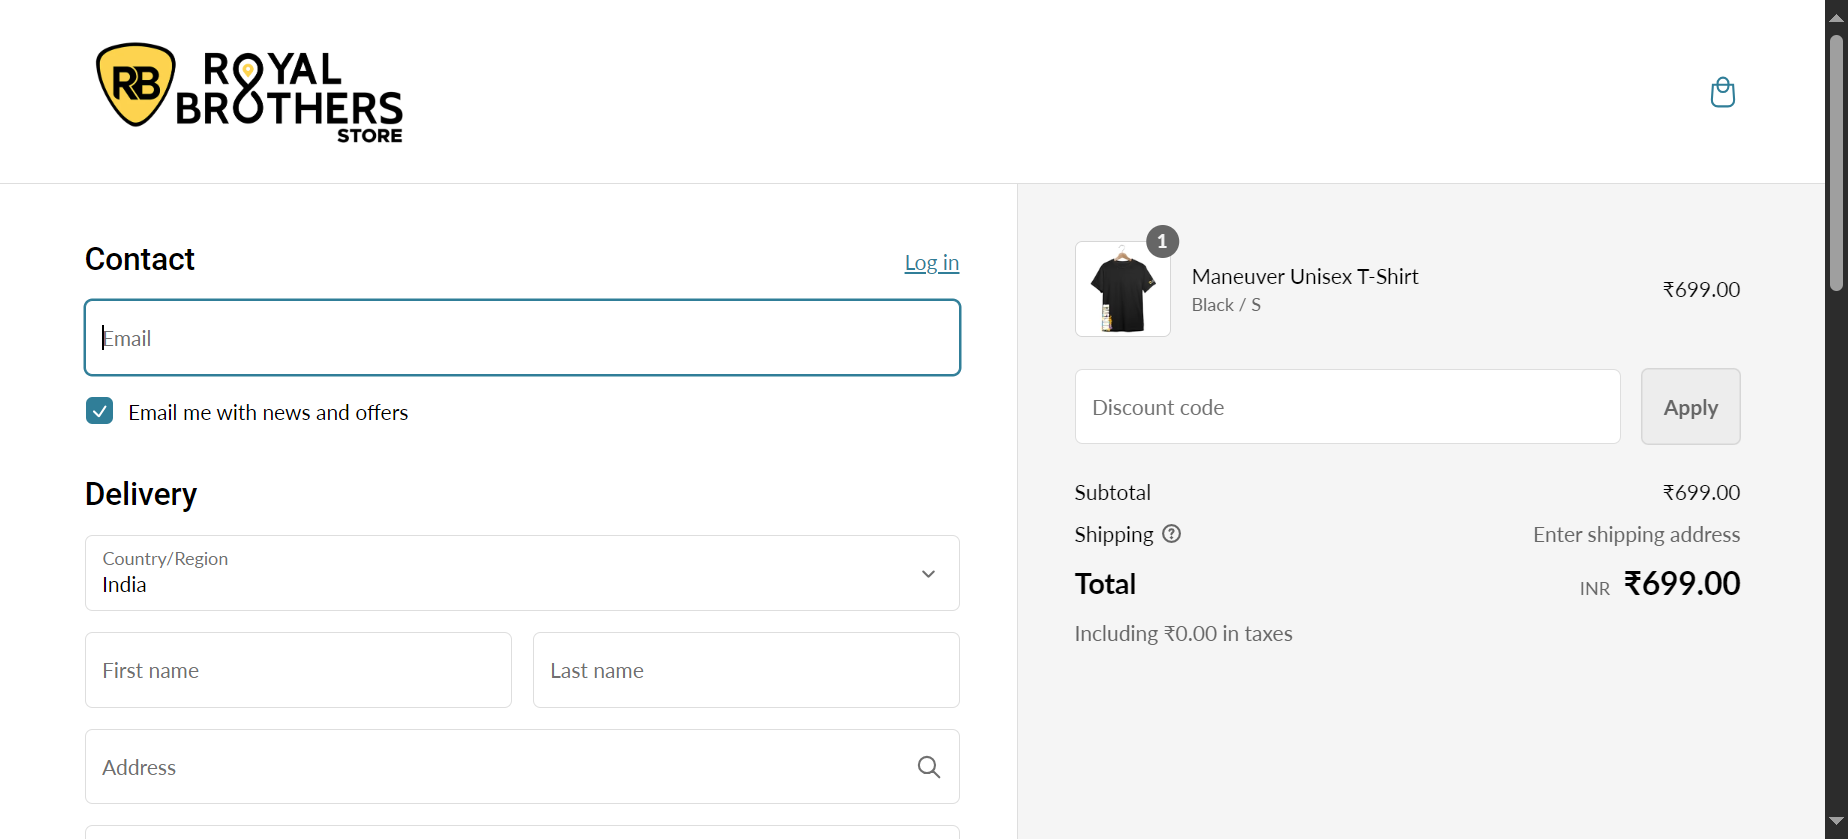 RB
ROYAL
BROTHERS
STORE
Contact
Log in
Email
Email me with news and offers
Delivery
Country/Region
India
First name
Last name
Address
1
Maneuver Unisex T-Shirt
Black / S
₹699.00
Discount code
Apply
Subtotal
₹699.00
Shipping
Enter shipping address
Total
INR ₹699.00
Including ₹0.00 in taxes